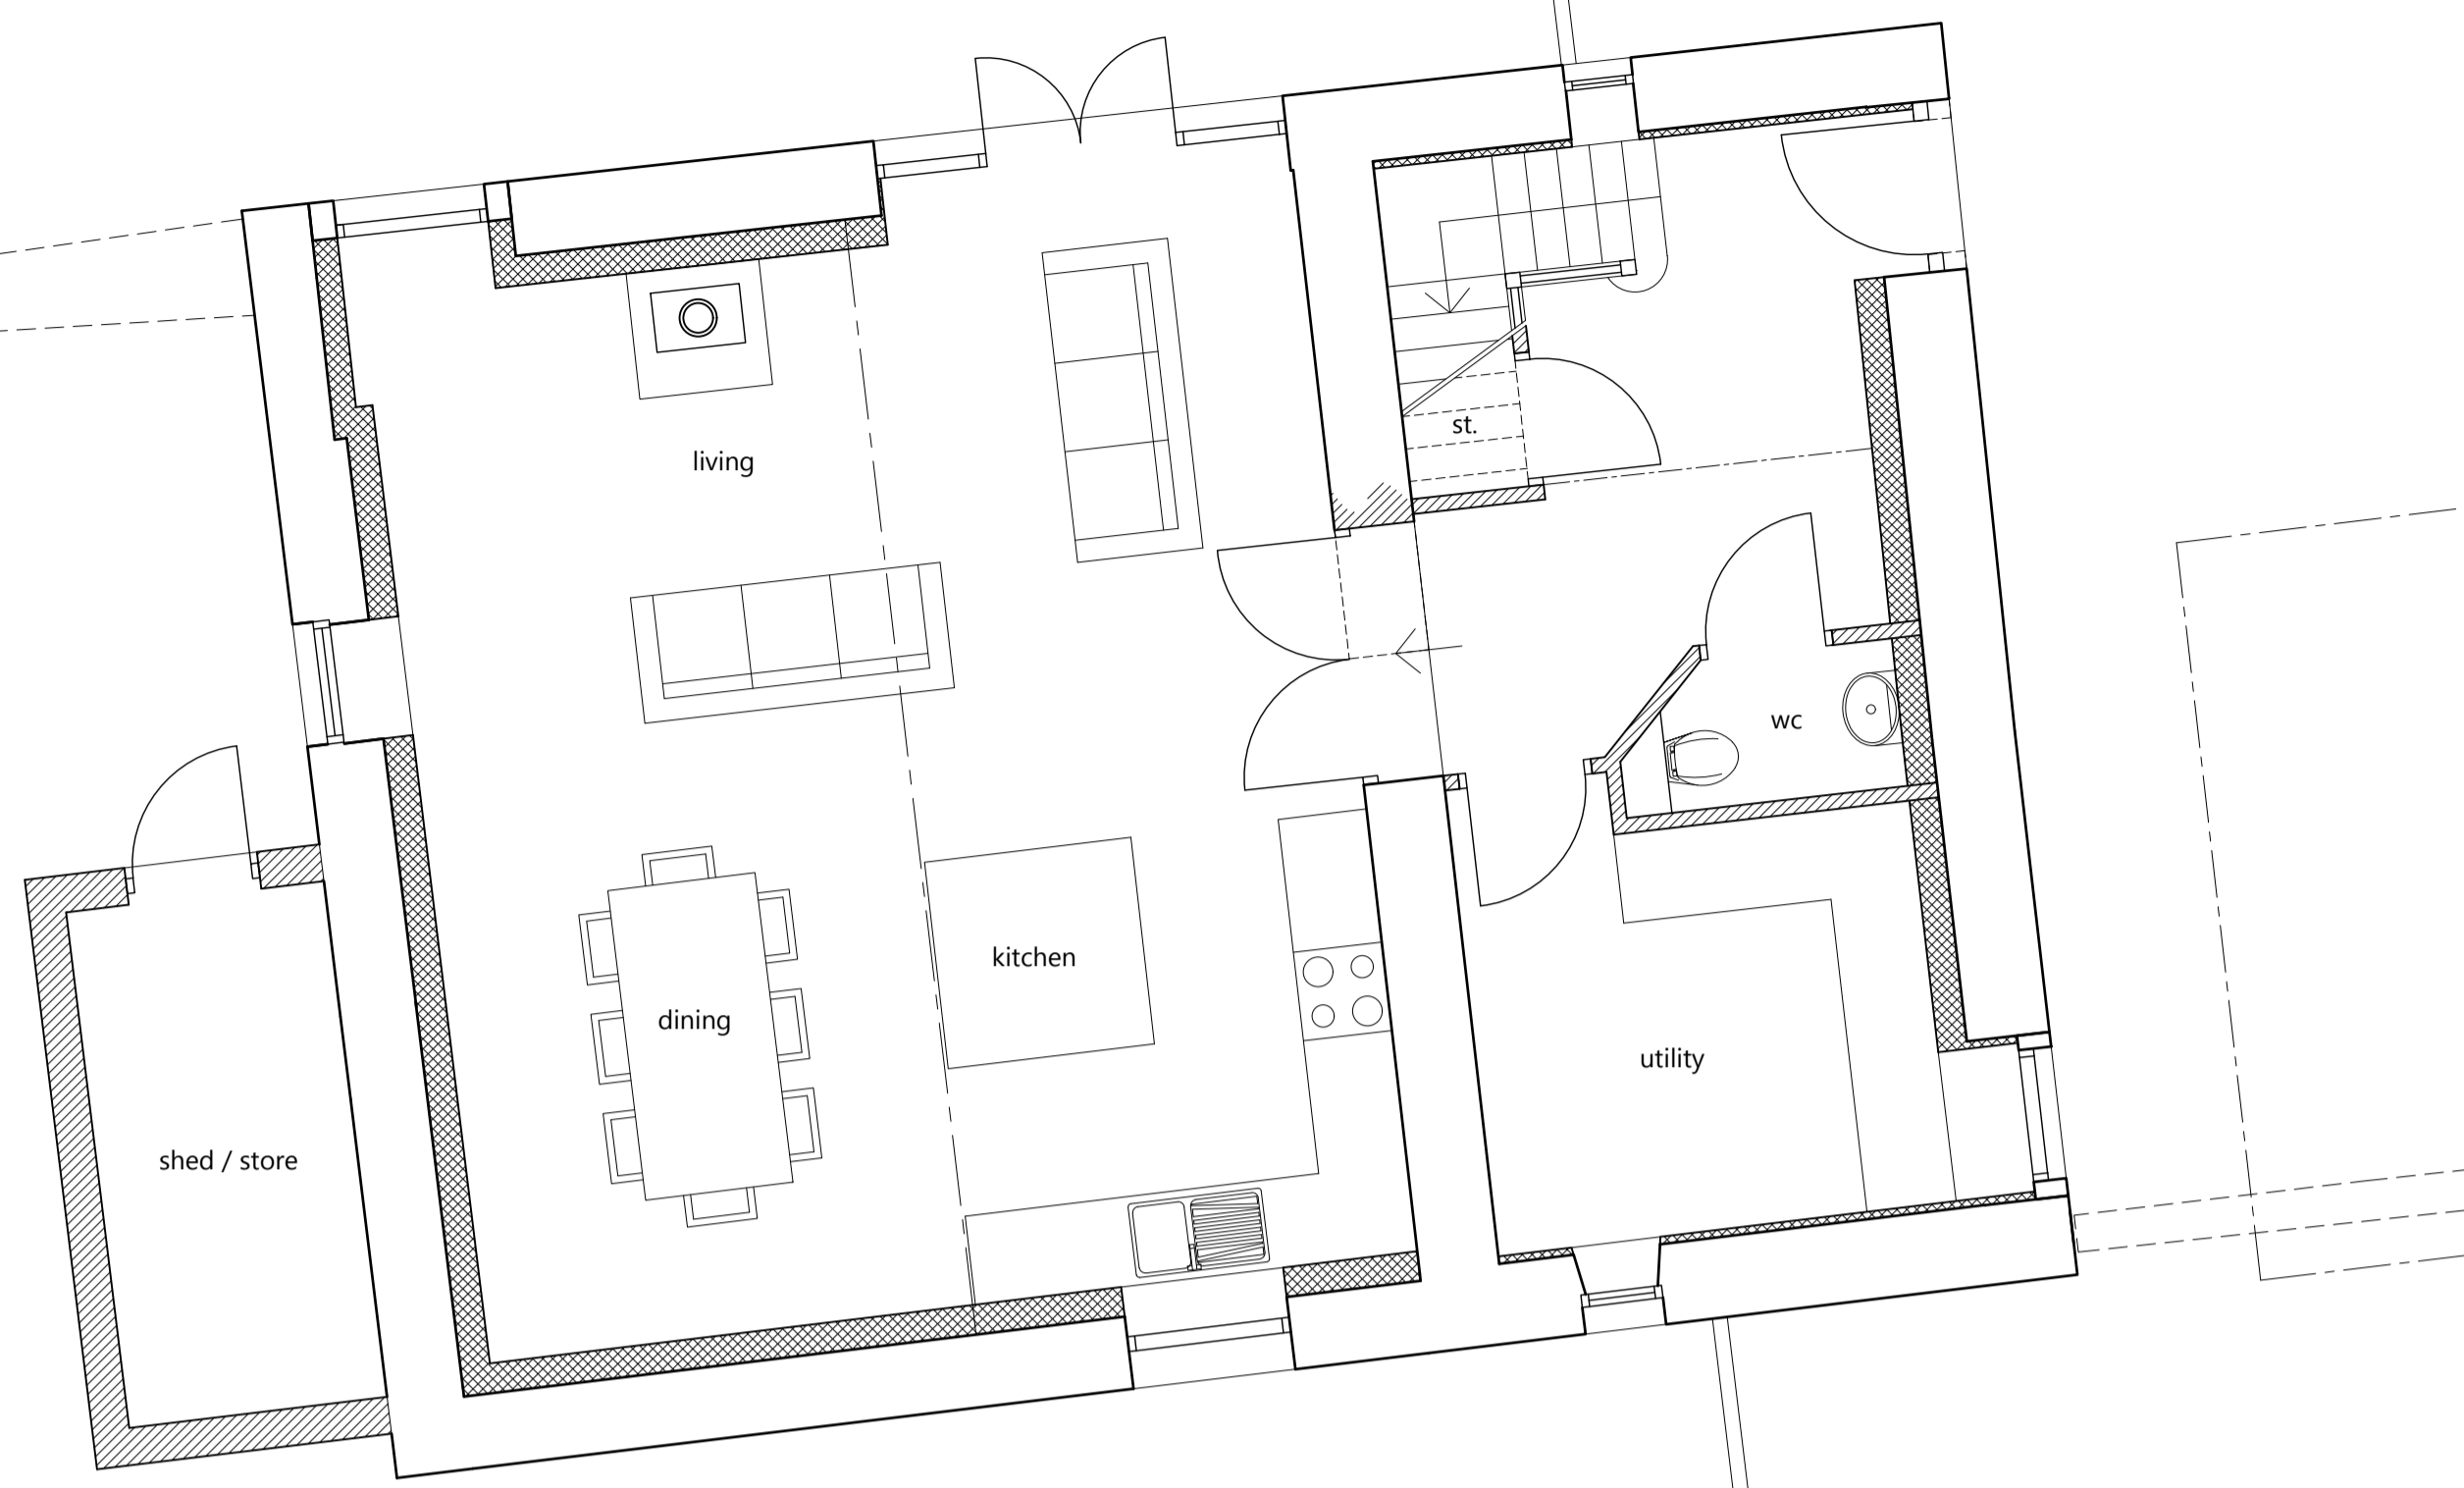 st.
living
wc
kitchen
dining
utility
shed / store